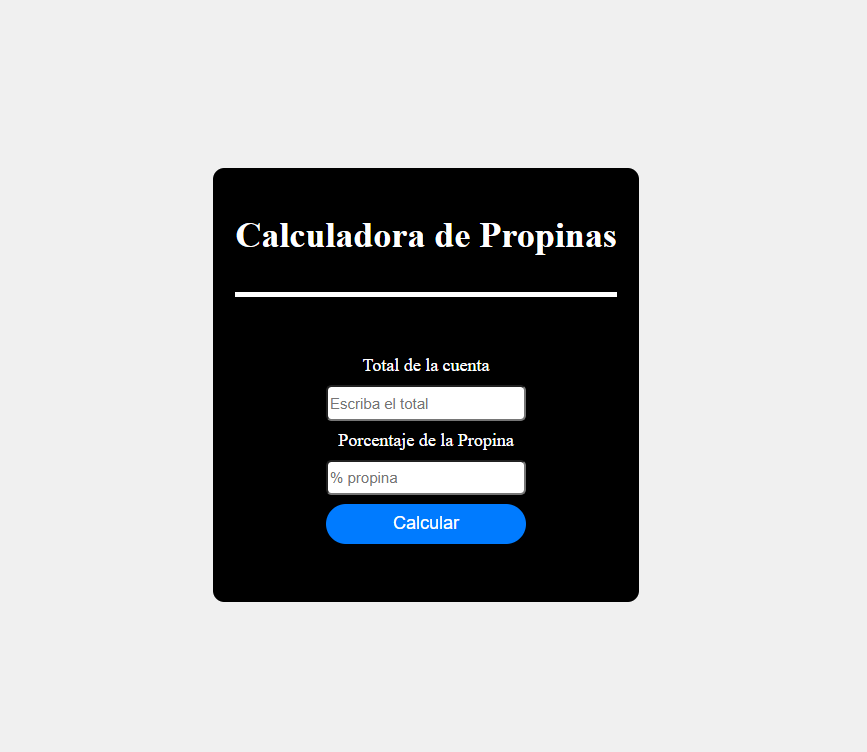 Calculadora de Propinas
Total de la cuenta
Escriba el total
Porcentaje de la Propina
% propina
Calcular